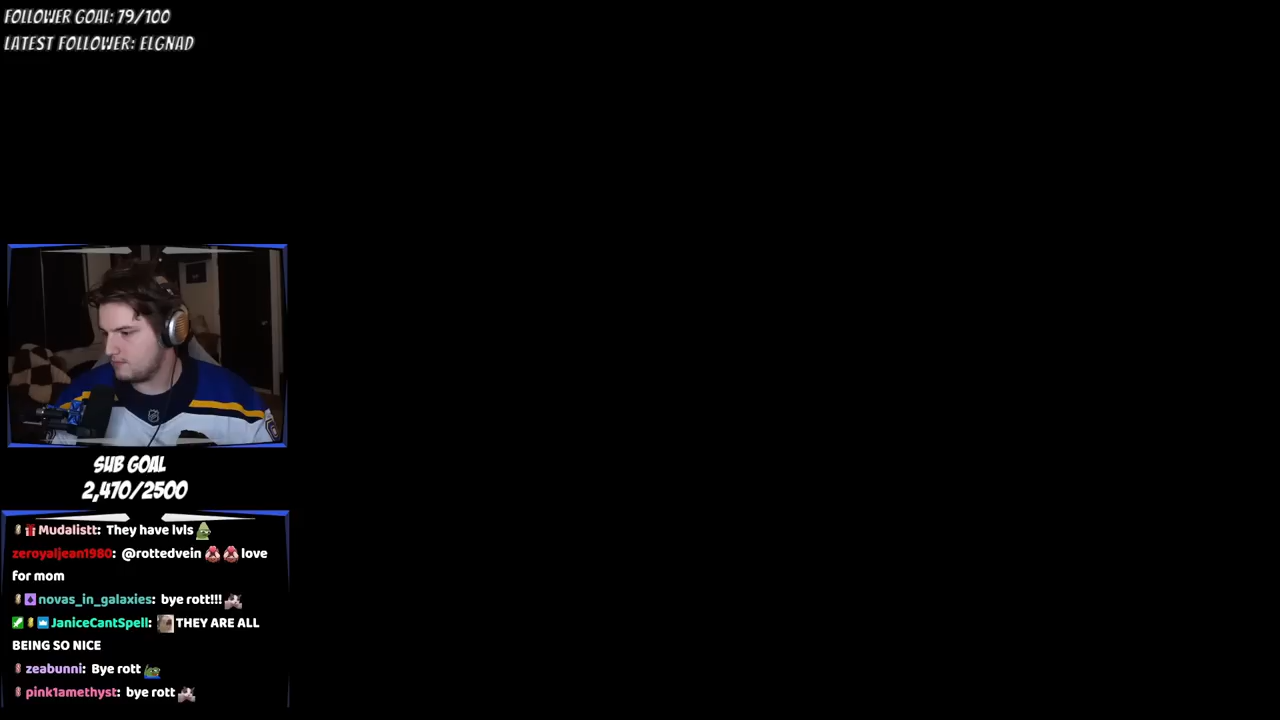 FOLLOWER GOAL: 79/100
LATEST FOLLOWER: ELGNAD
SUB GOAL
2,470/2500
Mudalistt: They have lvls
zeroyaljean1980: @rottedvein love
for mom
novas_in_galaxies: bye rott!!!
JaniceCantSpell: THEY ARE ALL
BEING SO NICE
zeabunni: Bye rott
pink1amethyst: bye rott